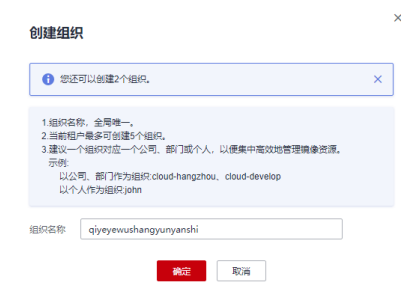 创建组织
您还可以创建2个组织。
1.组织名称，全局唯一。
2.当前租户最多可创建5个组织。
3.建议一个组织对应一个公司、部门或个人，以便集中高效地管理镜像资源。
示例:
以公司、部门作为组织:cloud-hangzhou、cloud-develop
以个人作为组织:john
组织名称 qiyeyewushangyunyanshi
确定 取消